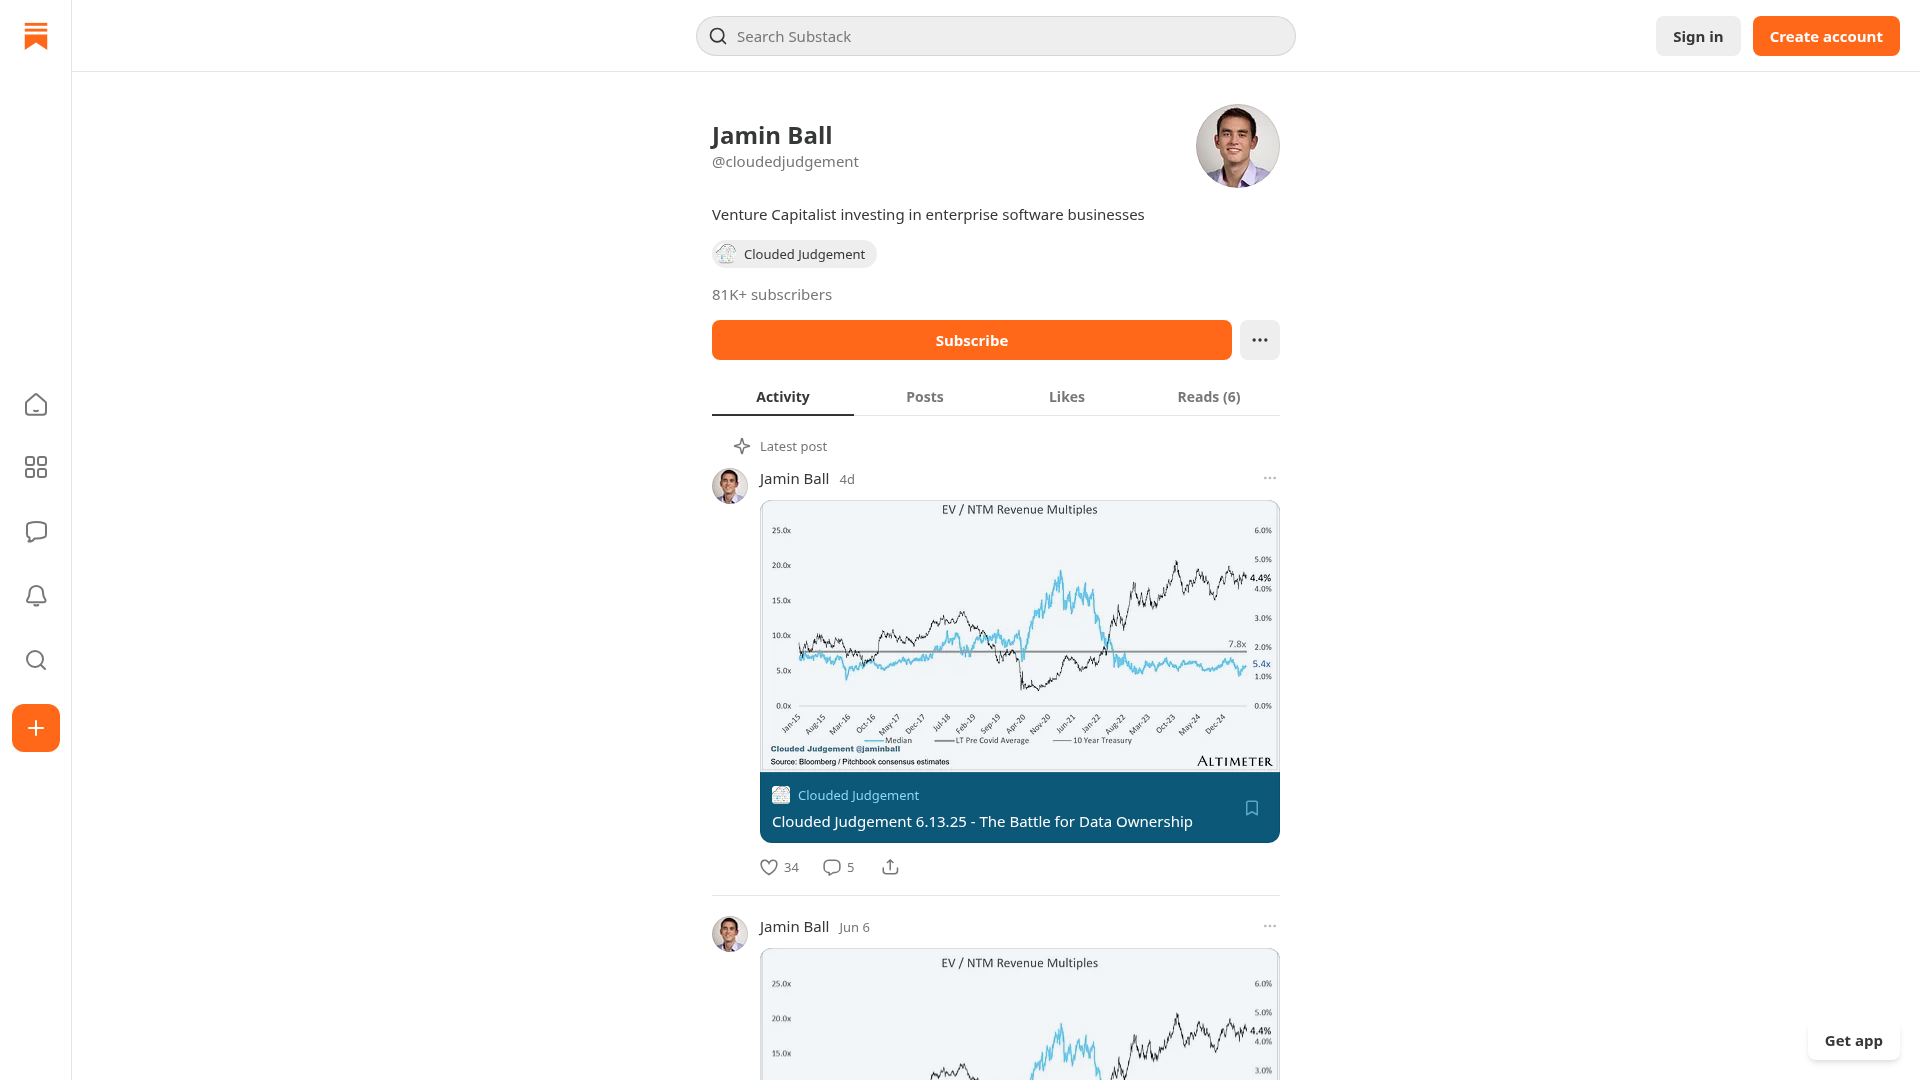 Search Substack
Sign in
Create account
Jamin Ball
@cloudedjudgement
Venture Capitalist investing in enterprise software businesses
Clouded Judgement
81K+ subscribers
Subscribe
Activity
Posts
Likes
Reads (6)
Latest post
Jamin Ball 4d
EV / NTM Revenue Multiples
25.0x
20.0x
15.0x
10.0x
5.0x
0.0x
6.0%
5.0%
4.4%
4.0%
3.0%
7.8x
2.0%
5.4x
1.0%
0.0%
Jan-15 Aug-15 Mar-16 Oct-16 May-17 Dec-17 Jul-18 Feb-19 Sep-19 Apr-20 Nov-20 Jun-21 Jan-22 Aug-22 Mar-23 Oct-23 May-24 Dec-24
Median LT Pre Covid Average 10 Year Treasury
Clouded Judgement @jaminball
Source: Bloomberg / Pitchbook consensus estimates
ALTIMETER
Clouded Judgement
Clouded Judgement 6.13.25 - The Battle for Data Ownership
34 5
Jamin Ball Jun 6
EV / NTM Revenue Multiples
25.0x
20.0x
15.0x
6.0%
5.0%
4.4%
4.0%
3.0%
Get app